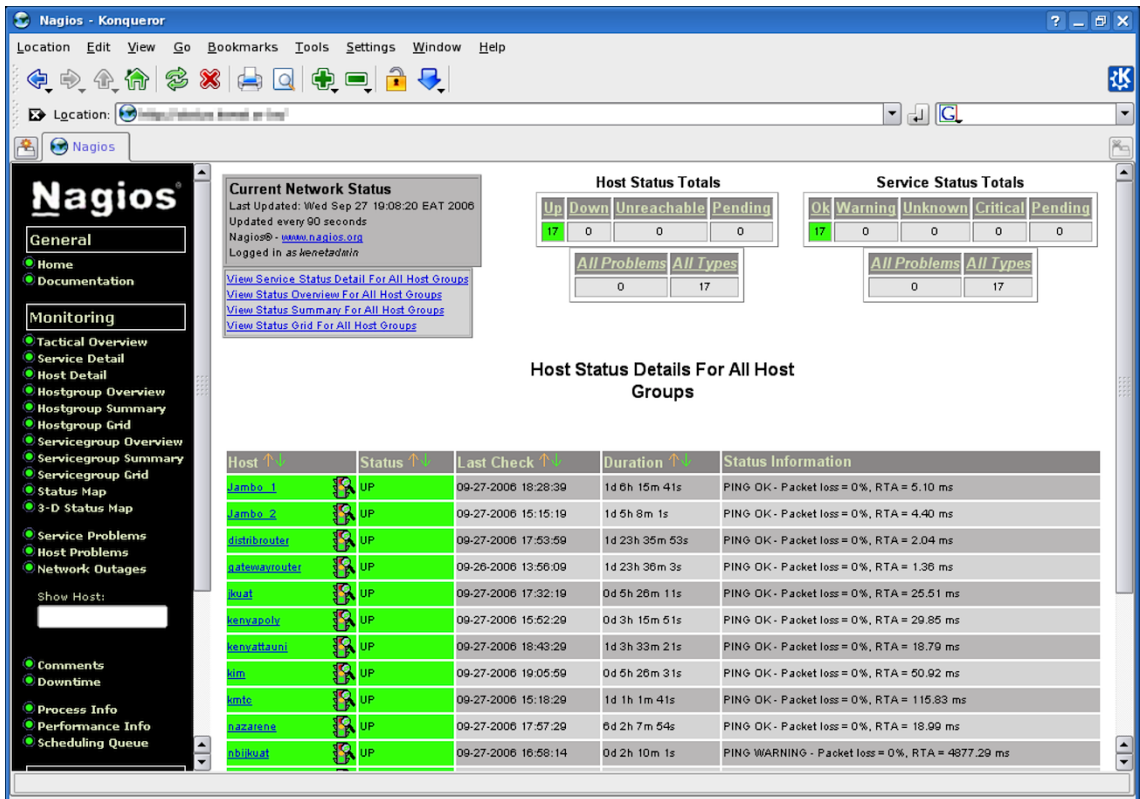 Nagios - Konqueror
Location Edit View Go Bookmarks Tools Settings Window Help
Location:
Nagios
Nagios®
General
Home
Documentation
Monitoring
Tactical Overview
Service Detail
Host Detail
Hostgroup Overview
Hostgroup Summary
Hostgroup Grid
Servicegroup Overview
Servicegroup Summary
Servicegroup Grid
Status Map
3-D Status Map
Service Problems
Host Problems
Network Outages
Show Host:
Comments
Downtime
Process Info
Performance Info
Scheduling Queue
Current Network Status
Last Updated: Wed Sep 27 19:08:20 EAT 2006
Updated every 90 seconds
Nagios® - www.nagios.org
Logged in as kenetadmin
View Service Status Detail For All Host Groups
View Status Overview For All Host Groups
View Status Summary For All Host Groups
View Status Grid For All Host Groups
Host Status Totals
Up Down Unreachable Pending
17 0 0 0
All Problems All Types
0 17
Service Status Totals
Ok Warning Unknown Critical Pending
17 0 0 0 0
All Problems All Types
0 17
Host Status Details For All Host
Groups
Host Status Last Check Duration Status Information
Jambo_1 UP 09-27-2006 18:28:39 1d 6h 15m 41s PING OK - Packet loss = 0%, RTA = 5.10 ms
Jambo_2 UP 09-27-2006 15:15:19 1d 5h 8m 1s PING OK - Packet loss = 0%, RTA = 4.40 ms
distribrouter UP 09-27-2006 17:53:59 1d 23h 35m 53s PING OK - Packet loss = 0%, RTA = 2.04 ms
gatewayrouter UP 09-26-2006 13:56:09 1d 23h 36m 3s PING OK - Packet loss = 0%, RTA = 1.36 ms
jkuat UP 09-27-2006 17:32:19 0d 5h 26m 11s PING OK - Packet loss = 0%, RTA = 25.51 ms
kenyapoly UP 09-27-2006 15:52:29 0d 3h 15m 51s PING OK - Packet loss = 0%, RTA = 29.85 ms
kenyattauni UP 09-27-2006 18:43:29 1d 3h 33m 21s PING OK - Packet loss = 0%, RTA = 18.79 ms
kim UP 09-27-2006 19:05:59 0d 5h 26m 31s PING OK - Packet loss = 0%, RTA = 50.92 ms
kmtc UP 09-27-2006 15:18:29 1d 1h 1m 41s PING OK - Packet loss = 0%, RTA = 115.83 ms
nazarene UP 09-27-2006 17:57:29 6d 2h 7m 54s PING OK - Packet loss = 0%, RTA = 18.99 ms
nbijkuat UP 09-27-2006 16:58:14 0d 2h 10m 1s PING WARNING - Packet loss = 0%, RTA = 4877.29 ms